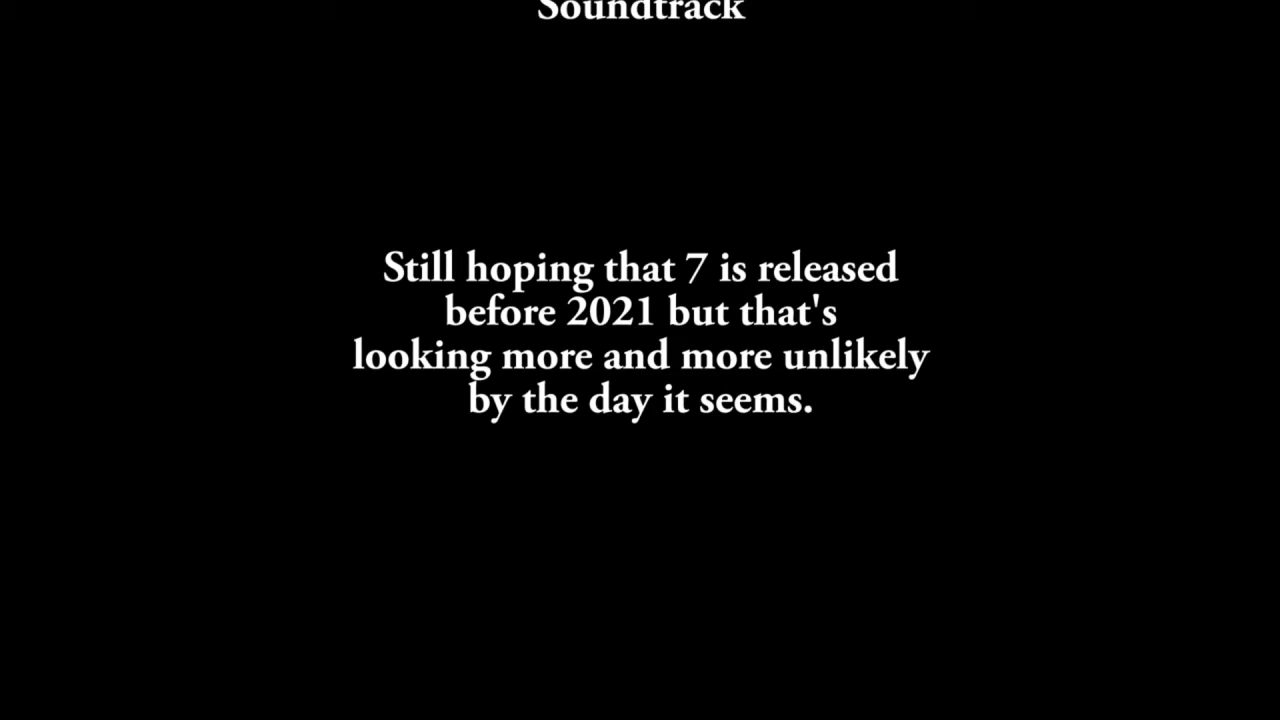 Soundtrack
Still hoping that 7 is released
before 2021 but that's
looking more and more unlikely
by the day it seems.